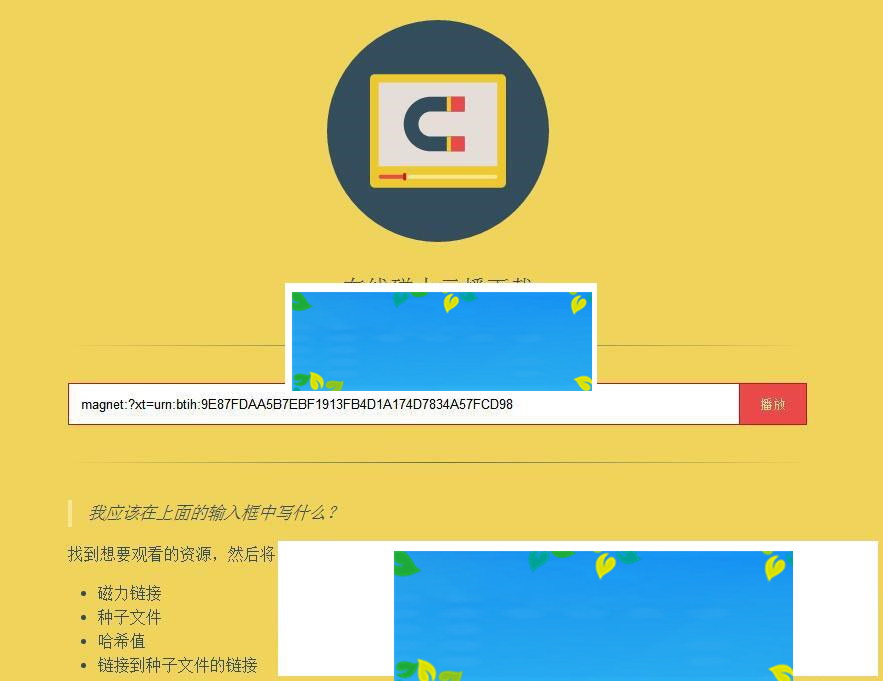 magnet:?xt=urn:btih:9E87FDAA5B7EBF1913FB4D1A174D7834A57FCD98
播放
我应该在上面的输入框中写什么?
找到想要观看的资源，然后将
磁力链接
种子文件
哈希值
链接到种子文件的链接